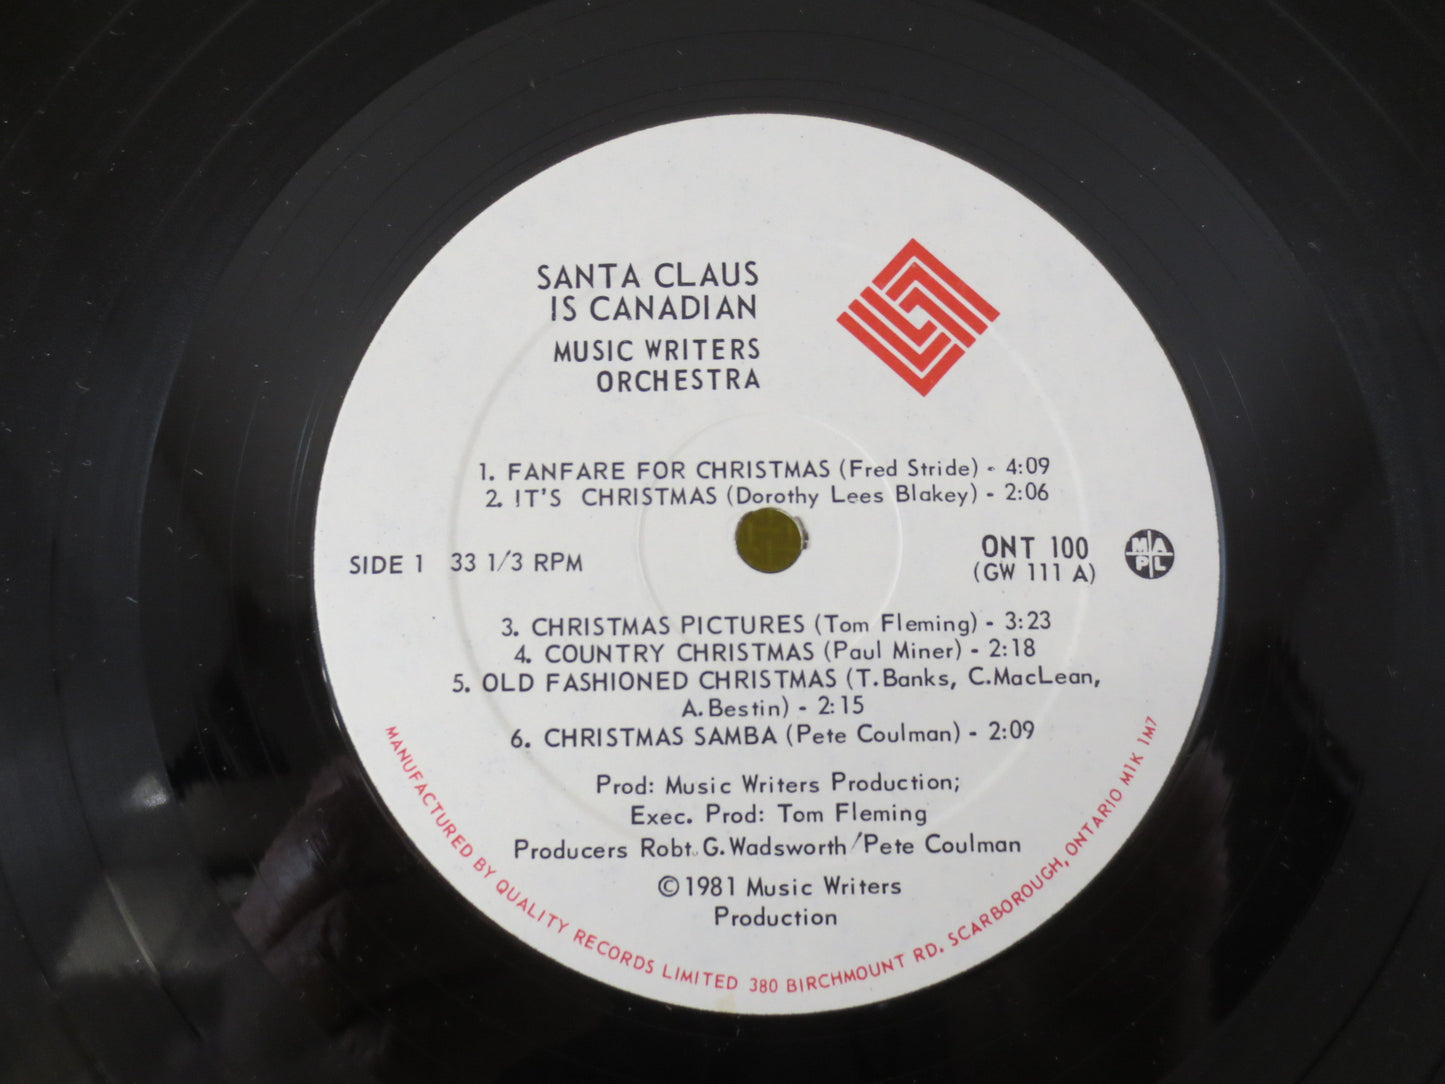 SANTA CLAUS
IS CANADIAN
MUSIC WRITERS
ORCHESTRA
1. FANFARE FOR CHRISTMAS (Fred Stride) - 4:09
2. IT'S CHRISTMAS (Dorothy Lees Blakey) - 2:06
SIDE 1 33 1/3 RPM
ONT 100
(GW 111 A)
MAPL
3. CHRISTMAS PICTURES (Tom Fleming) - 3:23
4. COUNTRY CHRISTMAS (Paul Miner) - 2:18
5. OLD FASHIONED CHRISTMAS (T.Banks, C.MacLean,
A.Bestin) - 2:15
6. CHRISTMAS SAMBA (Pete Coulman) - 2:09
Prod: Music Writers Production;
Exec. Prod: Tom Fleming
Producers Robt. G.Wadsworth/Pete Coulman
©1981 Music Writers
Production
MANUFACTURED BY QUALITY RECORDS LIMITED 380 BIRCHMOUNT RD. SCARBOROUGH, ONTARIO M1K 1M7